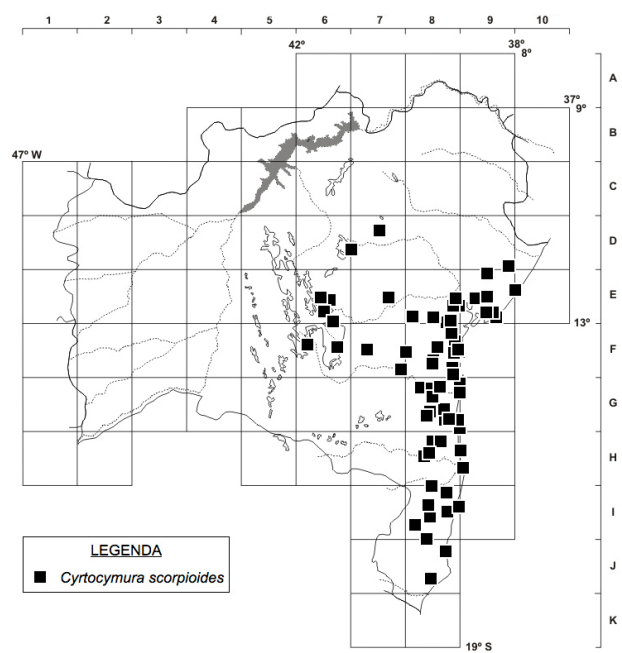 1 2 3 4 5 6 7 8 9 10
42º 38º
8º
A
37º
9º
B
47º W
C
D
E
13º
F
G
H
I
LEGENDA
Cyrtocymura scorpioides
J
K
19º S